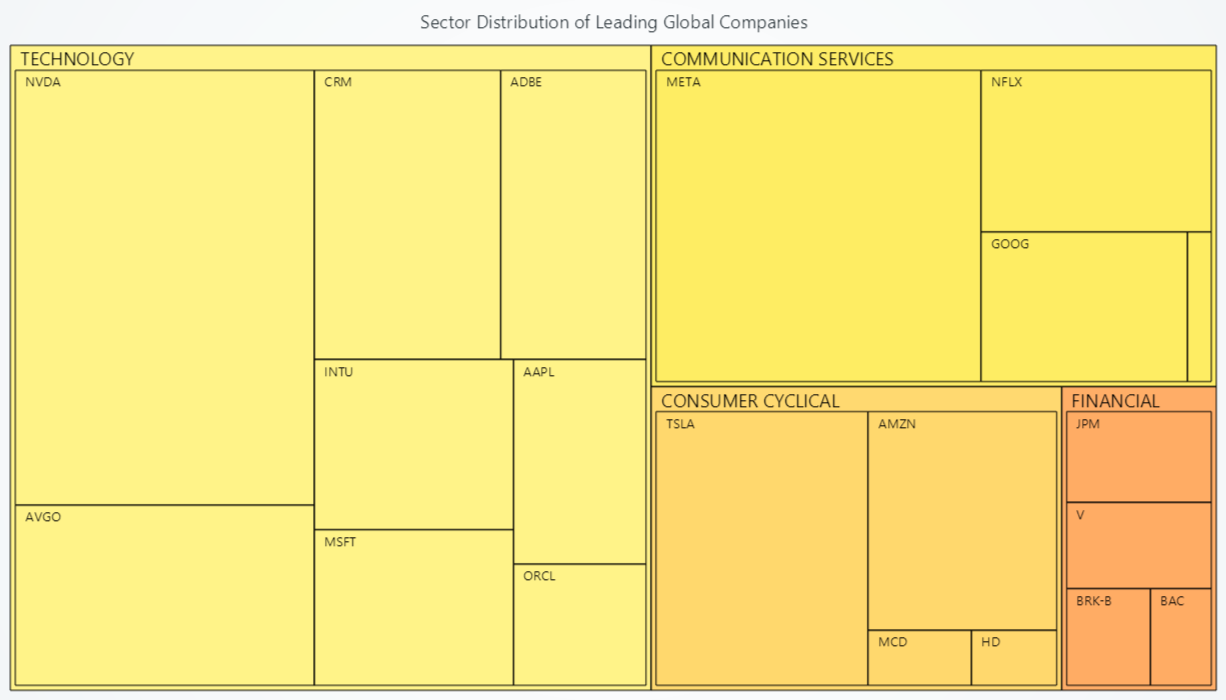 Sector Distribution of Leading Global Companies
TECHNOLOGY
NVDA
CRM
ADBE
INTU
AAPL
AVGO
MSFT
ORCL
COMMUNICATION SERVICES
META
NFLX
GOOG
CONSUMER CYCLICAL
TSLA
AMZN
MCD
HD
FINANCIAL
JPM
V
BRK-B
BAC